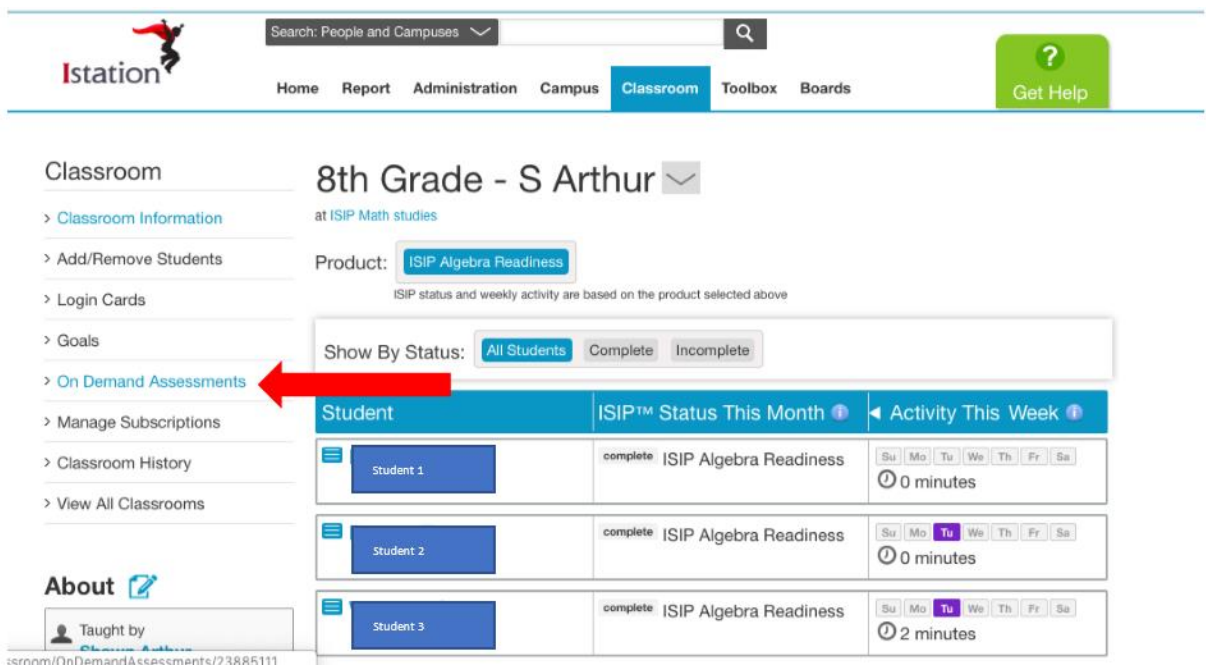 Search: People and Campuses
Istation
Home Report Administration Campus Classroom Toolbox Boards
?
Get Help
Classroom
> Classroom Information
> Add/Remove Students
> Login Cards
> Goals
> On Demand Assessments
> Manage Subscriptions
> Classroom History
> View All Classrooms
About
Taught by
Shawn Arthur
8th Grade - S Arthur
at ISIP Math studies
Product: ISIP Algebra Readiness
ISIP status and weekly activity are based on the product selected above
Show By Status: All Students Complete Incomplete
Student ISIP™ Status This Month Activity This Week
Student 1 complete ISIP Algebra Readiness Su Mo Tu We Th Fr Sa
0 minutes
Student 2 complete ISIP Algebra Readiness Su Mo Tu We Th Fr Sa
0 minutes
Student 3 complete ISIP Algebra Readiness Su Mo Tu We Th Fr Sa
2 minutes
ssroom/OnDemandAssessments/23885111